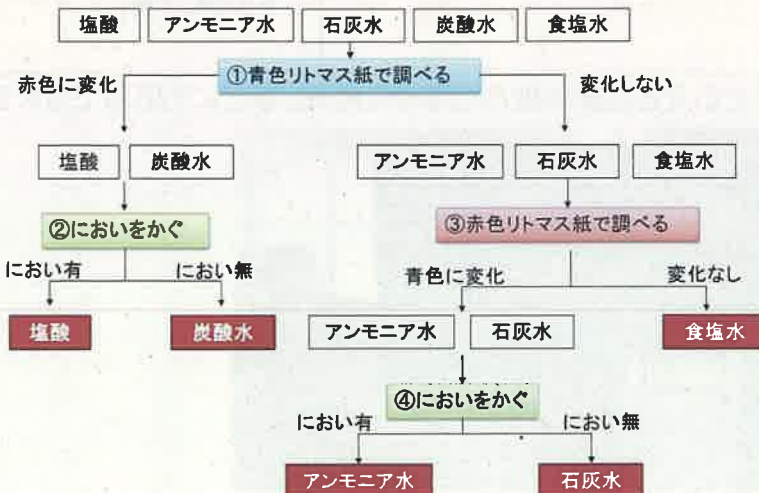 塩酸 アンモニア水 石灰水 炭酸水 食塩水
①青色リトマス紙で調べる
赤色に変化 変化しない
塩酸 炭酸水 アンモニア水 石灰水 食塩水
②においをかぐ ③赤色リトマス紙で調べる
におい有 におい無 青色に変化 変化なし
塩酸 炭酸水 アンモニア水 石灰水 食塩水
④においをかぐ
におい有 におい無
アンモニア水 石灰水